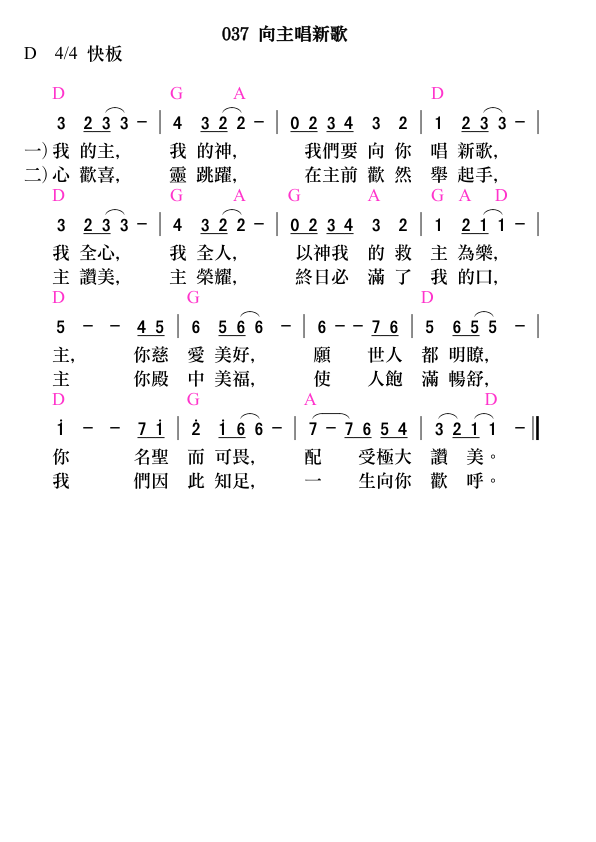 037 向主唱新歌
D 4/4 快板
D G A D
3 2 3 3 - | 4 3 2 2 - | 0 2 3 4 3 2 | 1 2 3 3 - |
一)我 的主, 我 的神, 我們要 向 你 唱 新歌,
二)心 歡喜, 靈 跳躍, 在主前 歡 然 舉 起手,
D G A G A G A D
3 2 3 3 - | 4 3 2 2 - | 0 2 3 4 3 2 | 1 2 1 1 - |
我 全心, 我 全人, 以神我 的 救 主 為樂,
主 讚美, 主 榮耀, 終日必 滿 了 我 的口,
D G D
5 - - 4 5 | 6 5 6 6 - | 6 - - 7 6 | 5 6 5 5 - |
主, 你慈 愛 美好, 願 世人 都 明瞭,
主 你殿 中 美福, 使 人飽 滿 暢舒,
D G A D
i - - 7 i | 2̇ i 6 6 - | 7 - 7 6 5 4 | 3 2 1 1 - ‖
你 名聖 而 可畏, 配 受極大 讚 美。
我 們因 此 知足, 一 生向你 歡 呼。